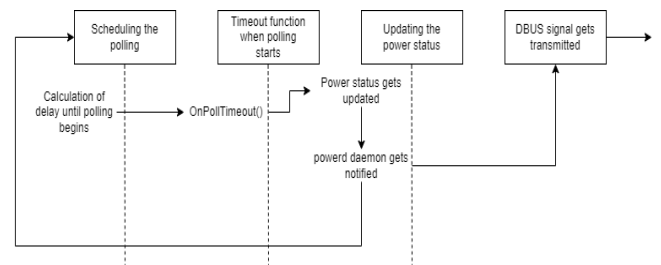 Scheduling the
polling
Timeout function
when polling
starts
Updating the
power status
DBUS signal gets
transmitted
Calculation of
delay until polling
begins
OnPollTimeout()
Power status gets
updated
powerd daemon gets
notified